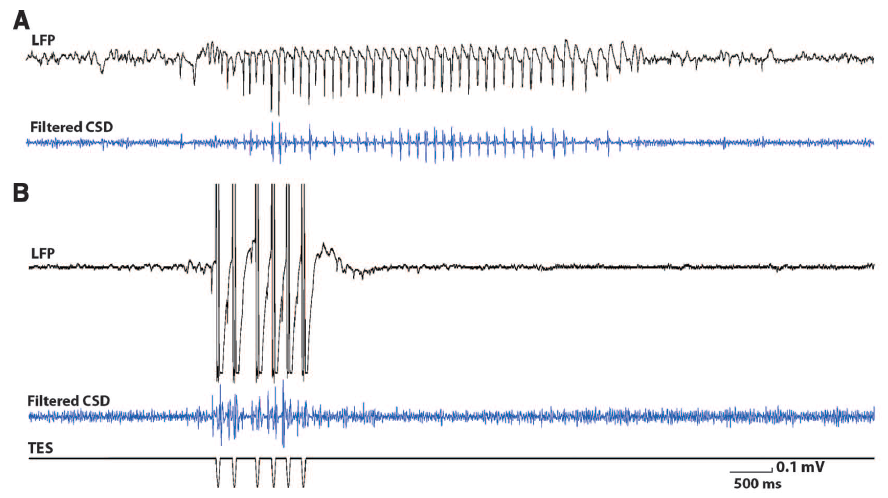 A
LFP
Filtered CSD
B
LFP
Filtered CSD
TES
0.1 mV
500 ms